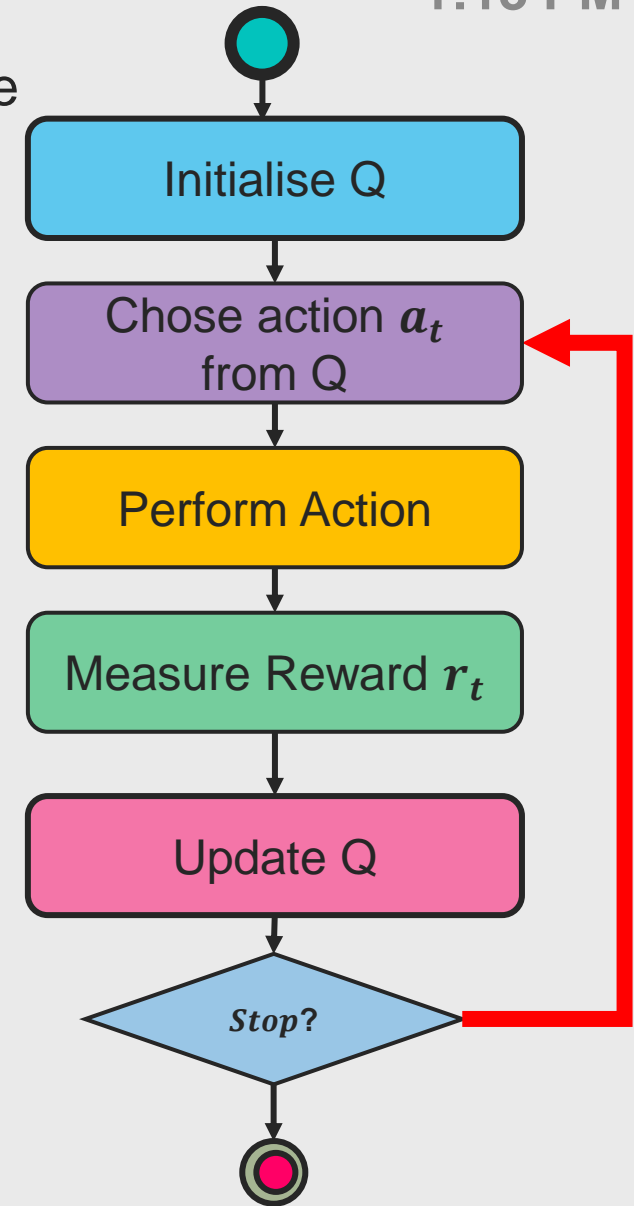 e
Initialise Q
Chose action a_t
from Q
Perform Action
Measure Reward r_t
Update Q
Stop?